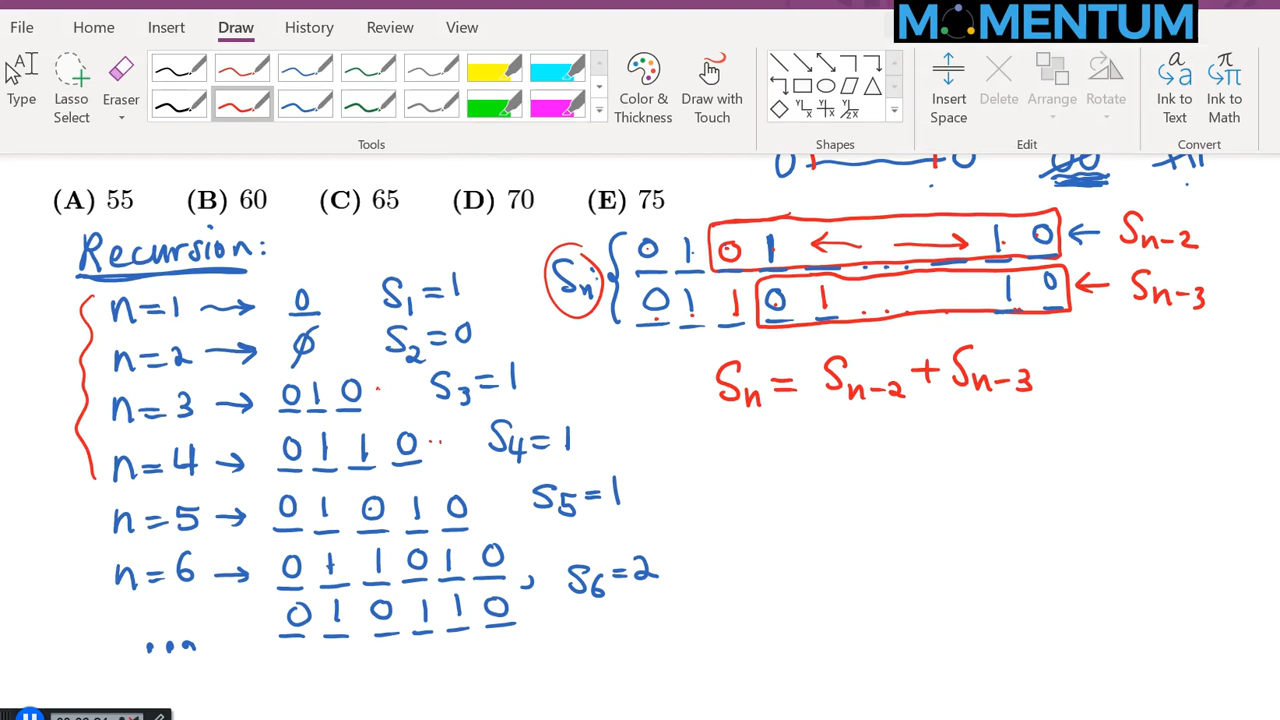 MOMENTUM
File Home Insert Draw History View
Type Lasso Select Eraser Color & Thickness Draw with Touch Insert Space Delete Arrange Rotate Ink to Text Ink to Math
Tools Shapes Edit Convert
(A) 55 (B) 60 (C) 65 (D) 70 (E) 75
Recursion:
n=1 → 0 S₁=1
n=2 → ∅ S₂=0
n=3 → 0 1 0 S₃=1
n=4 → 0 1 1 0 S₄=1
n=5 → 0 1 0 1 0 S₅=1
n=6 → 0 1 1 0 1 0 , S₆=2
0 1 0 1 1 0
...
Sₙ { 0 1 0 1 ← → 1 0 ← Sₙ₋₂
0 1 1 0 1 ... 1 0 ← Sₙ₋₃
Sₙ = Sₙ₋₂ + Sₙ₋₃